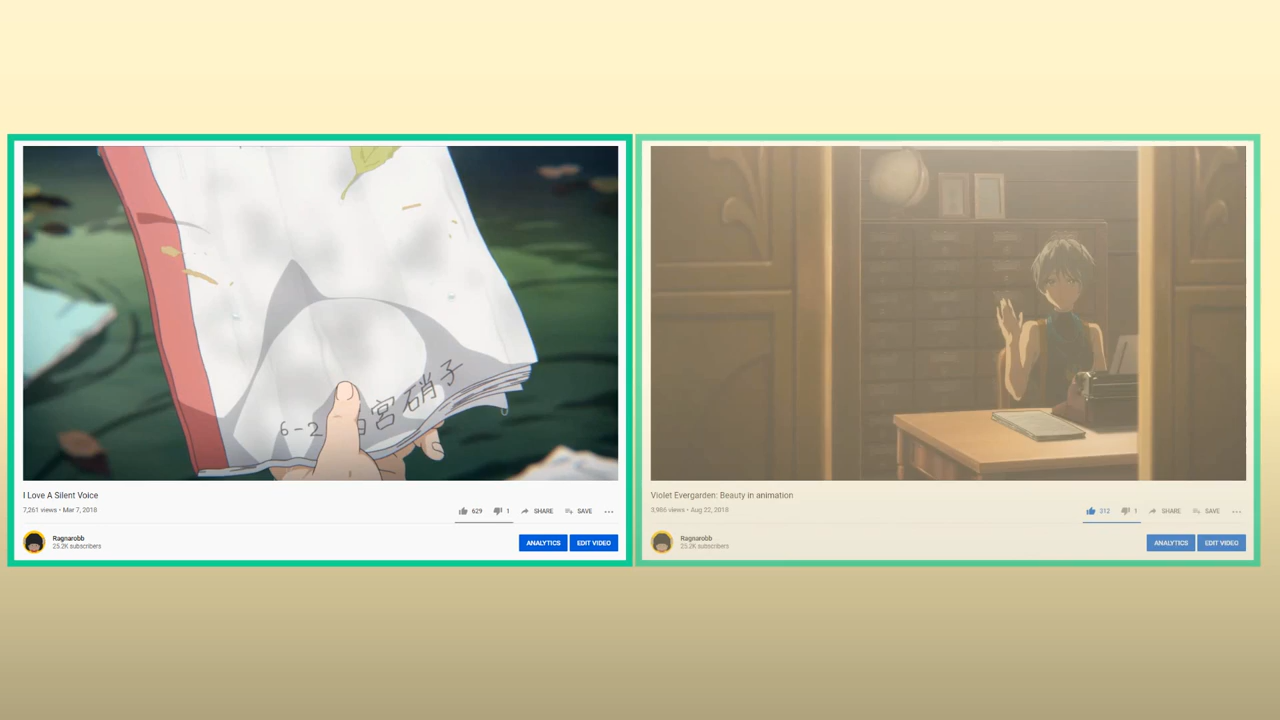 6-2 宮硝子
I Love A Silent Voice
7,261 views • Mar 7, 2018
629 1 SHARE SAVE
Ragnarobb
25.2K subscribers
ANALYTICS EDIT VIDEO
Violet Evergarden: Beauty in animation
3,986 views • Aug 22, 2018
312 1 SHARE SAVE
Ragnarobb
25.2K subscribers
ANALYTICS EDIT VIDEO